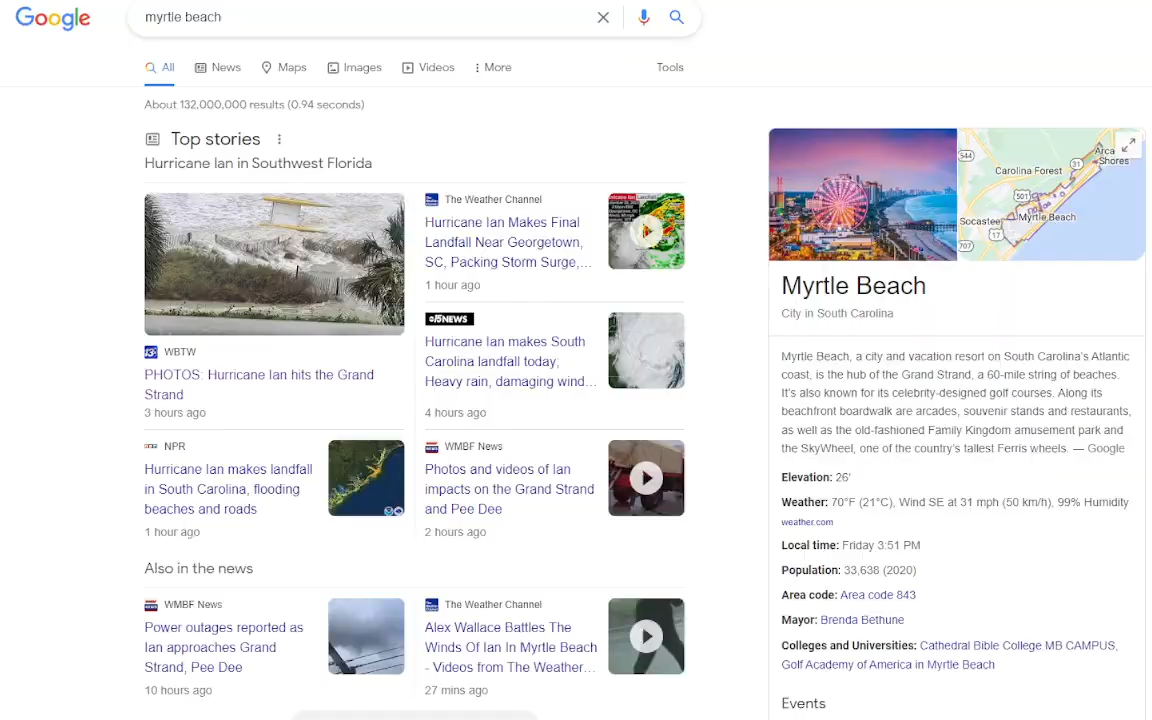 Google
myrtle beach
All
News
Maps
Images
Videos
More
Tools
About 132,000,000 results (0.94 seconds)
Top stories
Hurricane Ian in Southwest Florida
WBTW
PHOTOS: Hurricane Ian hits the Grand
Strand
3 hours ago
The Weather Channel
Hurricane Ian Makes Final
Landfall Near Georgetown,
SC, Packing Storm Surge,...
1 hour ago
15NEWS
Hurricane Ian makes South
Carolina landfall today;
Heavy rain, damaging wind...
4 hours ago
NPR
Hurricane Ian makes landfall
in South Carolina, flooding
beaches and roads
1 hour ago
WMBF News
Photos and videos of Ian
impacts on the Grand Strand
and Pee Dee
2 hours ago
Also in the news
WMBF News
Power outages reported as
Ian approaches Grand
Strand, Pee Dee
10 hours ago
The Weather Channel
Alex Wallace Battles The
Winds Of Ian In Myrtle Beach
- Videos from The Weather...
27 mins ago
544
Arca
Shores
31
Carolina Forest
501
Socastee
Myrtle Beach
17
707
Myrtle Beach
City in South Carolina
Myrtle Beach, a city and vacation resort on South Carolina's Atlantic
coast, is the hub of the Grand Strand, a 60-mile string of beaches.
It's also known for its celebrity-designed golf courses. Along its
beachfront boardwalk are arcades, souvenir stands and restaurants,
as well as the old-fashioned Family Kingdom amusement park and
the SkyWheel, one of the country's tallest Ferris wheels. — Google
Elevation: 26′
Weather: 70°F (21°C), Wind SE at 31 mph (50 km/h), 99% Humidity
weather.com
Local time: Friday 3:51 PM
Population: 33,638 (2020)
Area code: Area code 843
Mayor: Brenda Bethune
Colleges and Universities: Cathedral Bible College MB CAMPUS,
Golf Academy of America in Myrtle Beach
Events